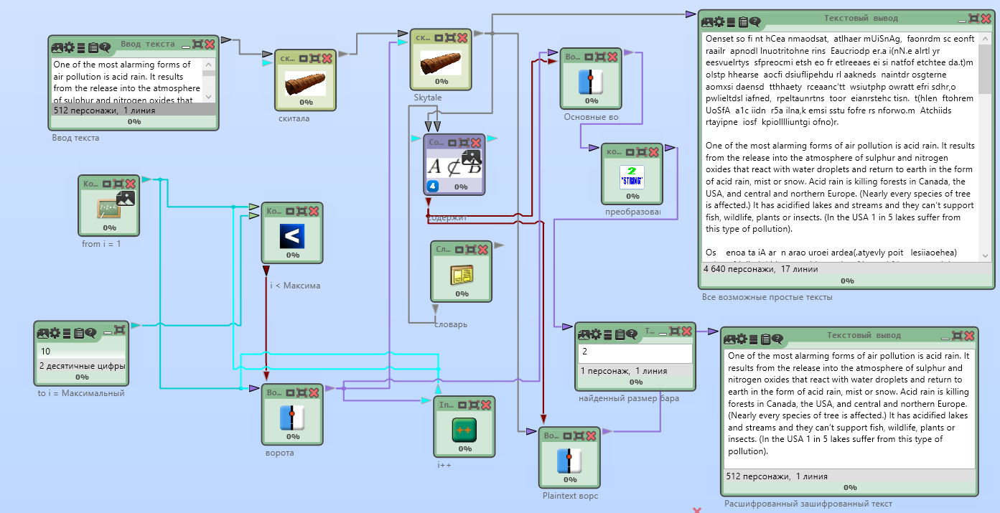 Ввод текста
One of the most alarming forms of
air pollution is acid rain. It results
from the release into the atmosphere
of sulphur and nitrogen oxides that
512 персонажи, 1 линия
0%
Ввод текста
ск...
0%
скитала
ск...
0%
Skytale
Во...
0%
Основные во
Текстовый вывод
Oenset so fi nt hCea nmaodsat, atlhaer mUiSnAg, faonrdm sc eonft
raailr apnodl lnuotritohne rins Eaucriodp er.a i(nN.e alrtl yr
eesvuelrtys sfpreocmi etsh eo fr etlreeaes ei si natfof etchtee da.t)m
olstp hhearse aocfi dsiuflipehdu rl aakneds naintdr osgterne
aomxsi daensd tthhaety rceeanc'tt wsiutphp owratt efri sdhr,o
pwlieltdsl iafned, rpeltauntns toor eianrstehc tisn. t(hIen ftohrem
UoSfA a1c iidn r5a ilna,k emsi sstu fofre rs nforwo.m Atchiids
rtayipne iosf kpiollllliuntgi ofno)r.
One of the most alarming forms of air pollution is acid rain. It results
from the release into the atmosphere of sulphur and nitrogen
oxides that react with water droplets and return to earth in the form
of acid rain, mist or snow. Acid rain is killing forests in Canada, the
USA, and central and northern Europe. (Nearly every species of tree
is affected.) It has acidified lakes and streams and they can't support
fish, wildlife, plants or insects. (In the USA 1 in 5 lakes suffer from
this type of pollution).
Os enoa ta iA ar n arao uroei ardea(.atyevly poit lesiiaoehea)
4 640 персонажи, 17 линии
0%
Все возможные простые тексты
Со...
A ⊄ B
4
0%
содержит
ко...
2
"STRING"
0%
преобразова
Ко...
0%
from i = 1
Ко...
<
0%
i < Максима
Сл...
0%
словарь
10
2 десятичные цифры
0%
to i = Максимальный
Т...
2
1 персонаж, 1 линия
0%
найденный размер бара
Текстовый вывод
One of the most alarming forms of air pollution is acid rain. It
results from the release into the atmosphere of sulphur and
nitrogen oxides that react with water droplets and return to
earth in the form of acid rain, mist or snow. Acid rain is killing
forests in Canada, the USA, and central and northern Europe.
(Nearly every species of tree is affected.) It has acidified lakes
and streams and they can't support fish, wildlife, plants or
insects. (In the USA 1 in 5 lakes suffer from this type of
pollution).
512 персонажи, 1 линия
0%
Расшифрованный зашифрованный текст
Во...
0%
ворота
In...
++
0%
i++
Во...
0%
Plaintext ворс